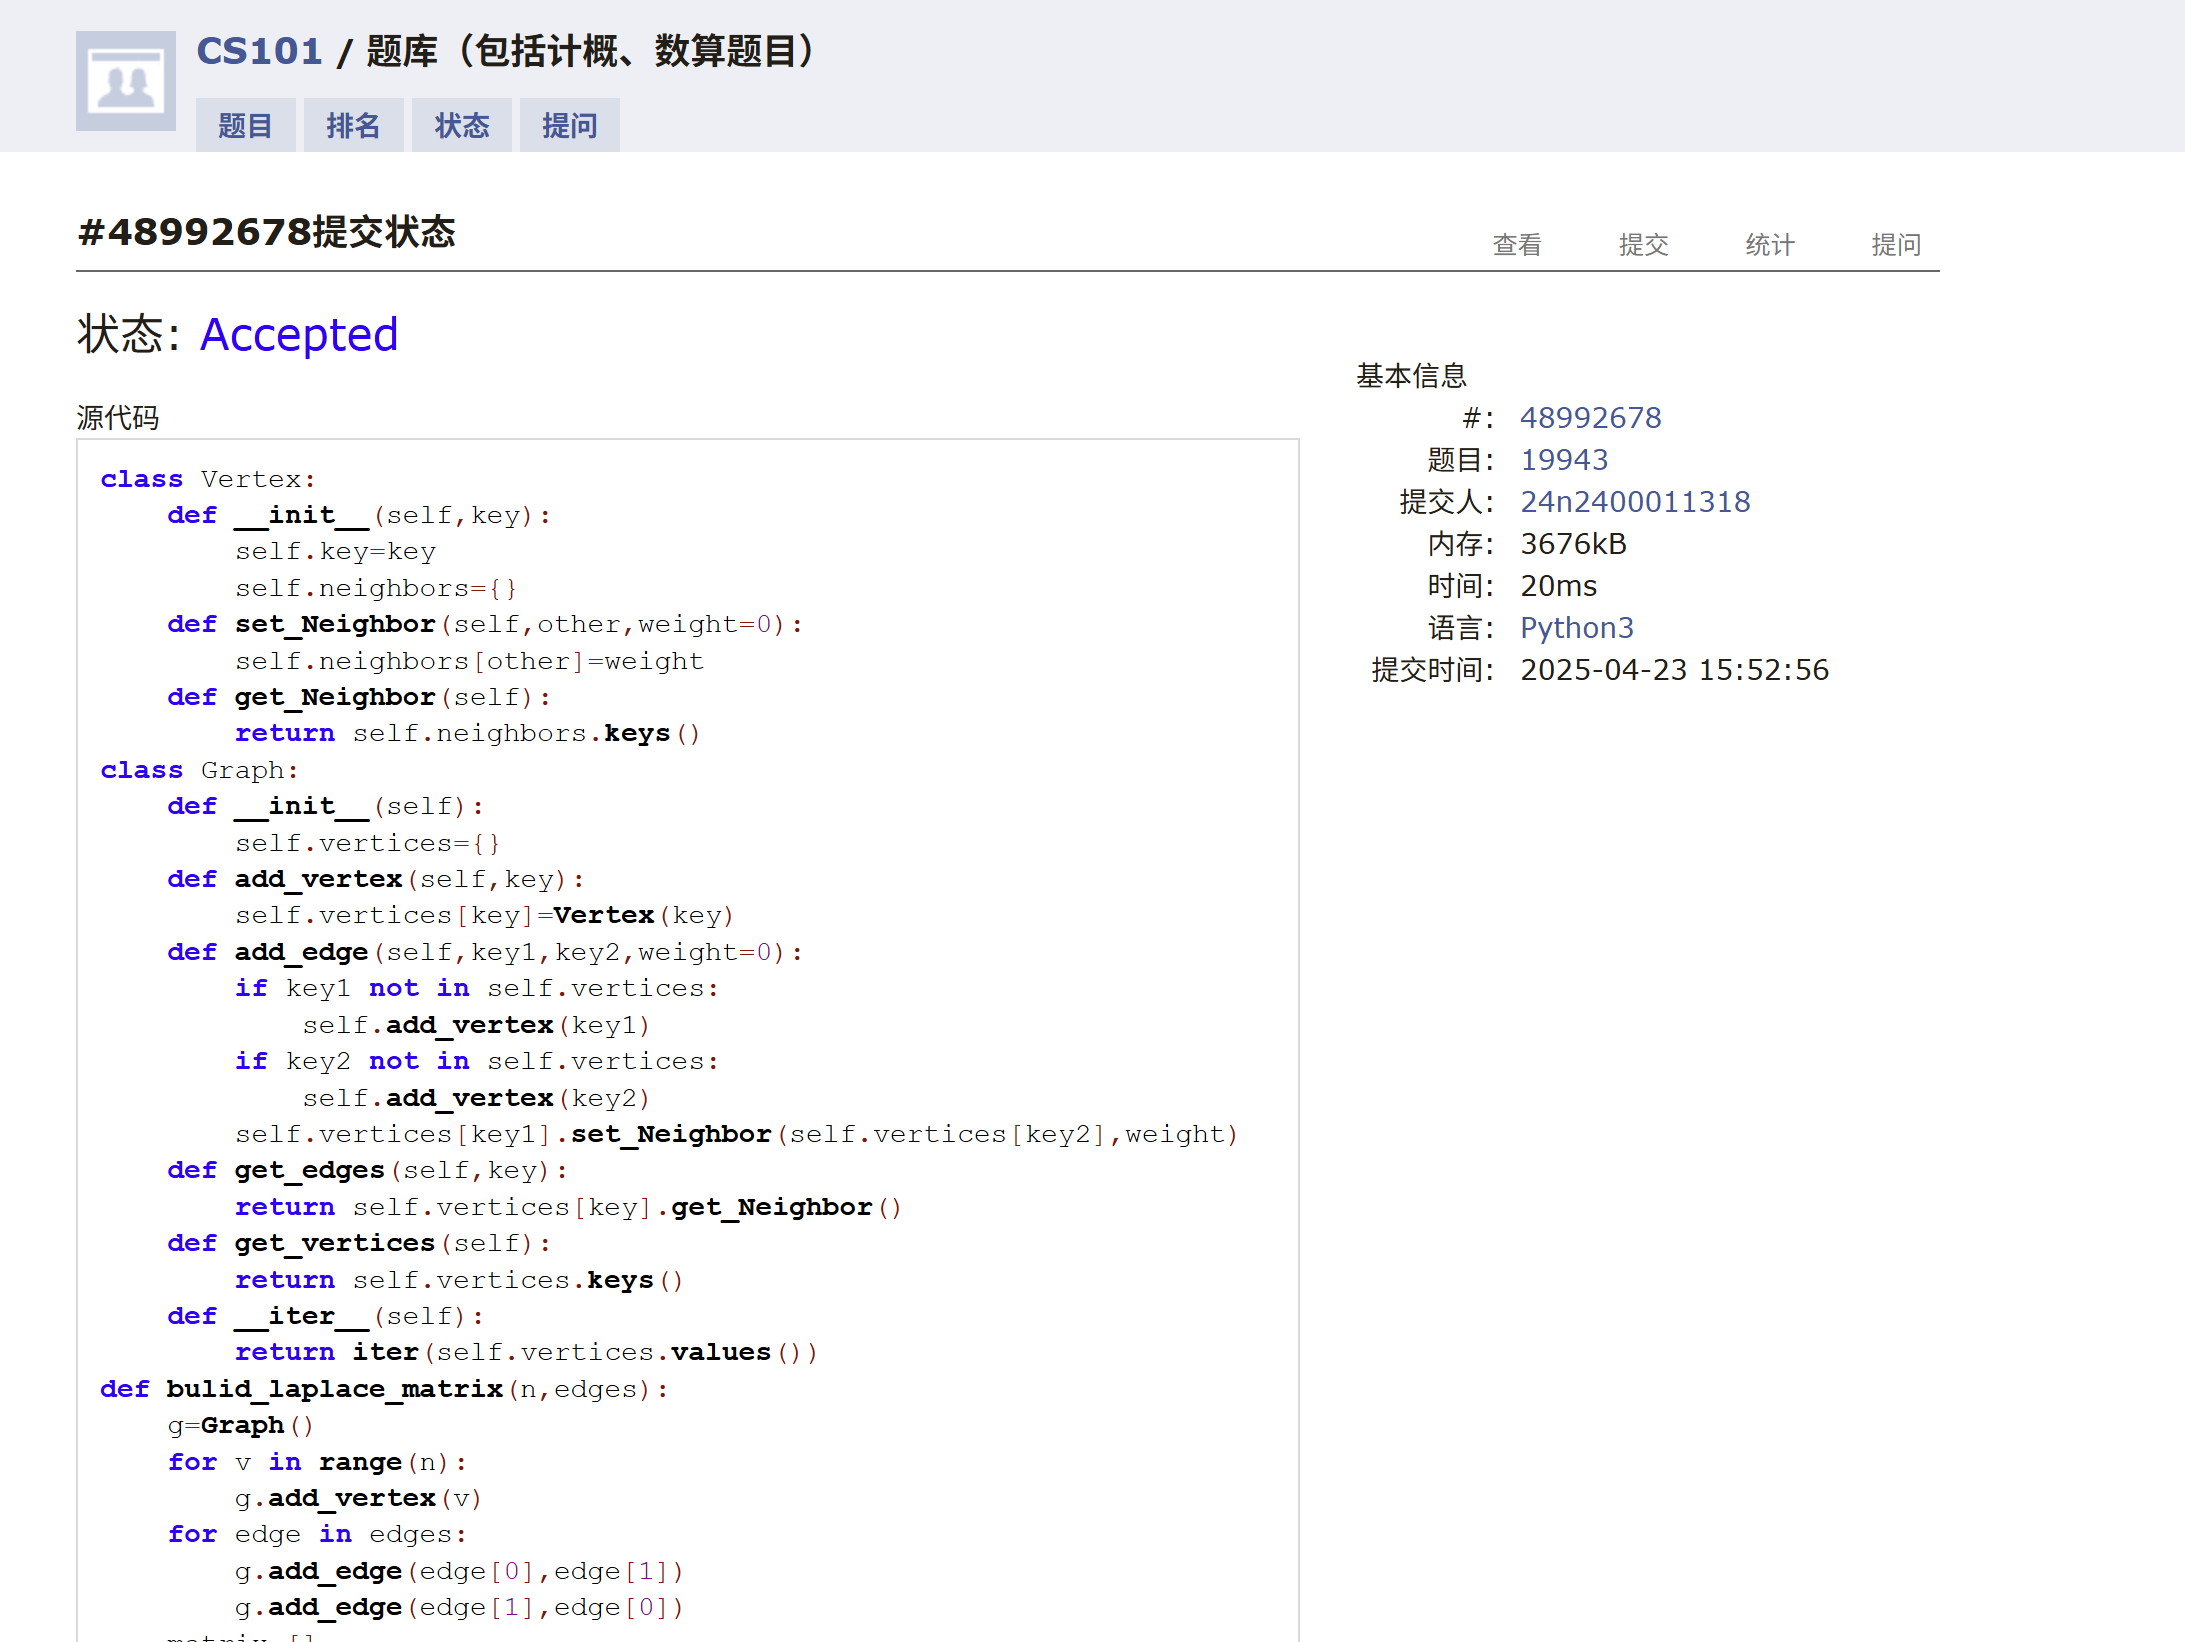 CS101 / 题库（包括计概、数算题目）
题目 排名 状态 提问
#48992678提交状态
查看 提交 统计 提问
状态: Accepted
源代码
class Vertex:
    def __init__(self,key):
        self.key=key
        self.neighbors={}
    def set_Neighbor(self,other,weight=0):
        self.neighbors[other]=weight
    def get_Neighbor(self):
        return self.neighbors.keys()
class Graph:
    def __init__(self):
        self.vertices={}
    def add_vertex(self,key):
        self.vertices[key]=Vertex(key)
    def add_edge(self,key1,key2,weight=0):
        if key1 not in self.vertices:
            self.add_vertex(key1)
        if key2 not in self.vertices:
            self.add_vertex(key2)
        self.vertices[key1].set_Neighbor(self.vertices[key2],weight)
    def get_edges(self,key):
        return self.vertices[key].get_Neighbor()
    def get_vertices(self):
        return self.vertices.keys()
    def __iter__(self):
        return iter(self.vertices.values())
def bulid_laplace_matrix(n,edges):
    g=Graph()
    for v in range(n):
        g.add_vertex(v)
    for edge in edges:
        g.add_edge(edge[0],edge[1])
        g.add_edge(edge[1],edge[0])
基本信息
#: 48992678
题目: 19943
提交人: 24n2400011318
内存: 3676kB
时间: 20ms
语言: Python3
提交时间: 2025-04-23 15:52:56